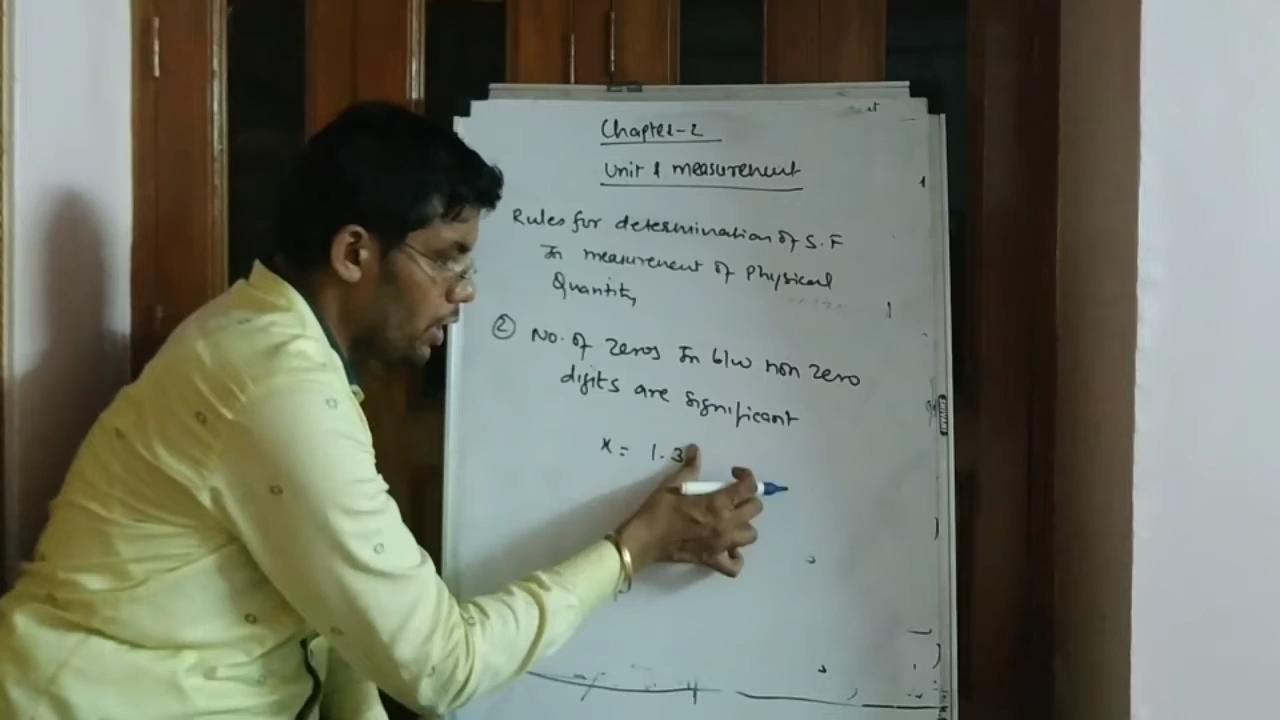 Chapter-2
Unit & measurement
Rules for determination of S.F
In measurement of Physical
Quantity
② No. of zeros In b/w non zero
digits are significant
x = 1.3